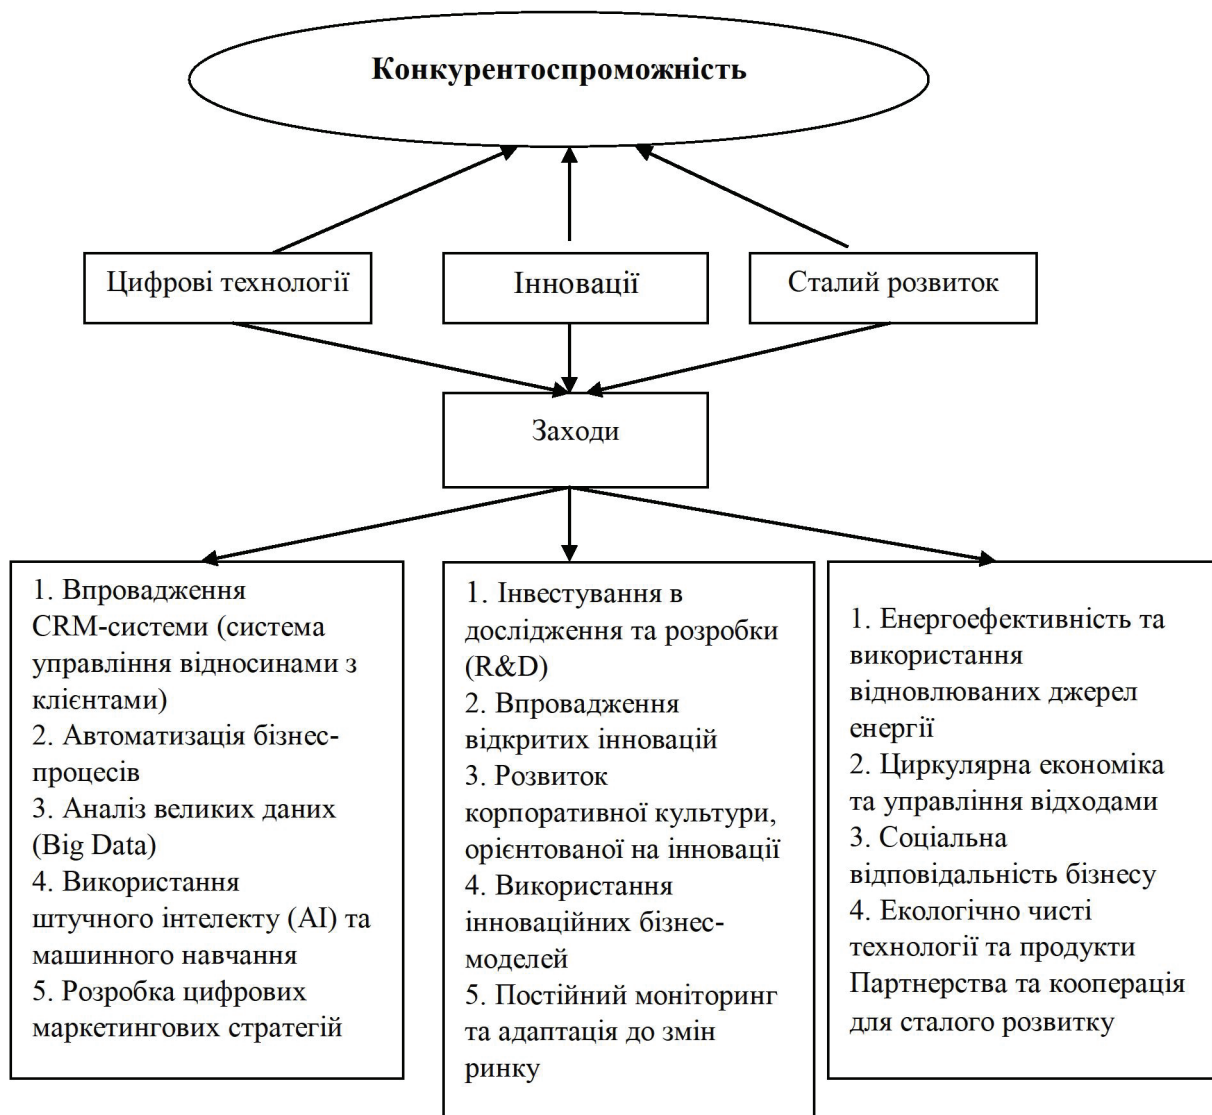 Конкурентоспроможність
Цифрові технології
Інновації
Сталий розвиток
Заходи
1. Впровадження
CRM-системи (система
управління відносинами з
клієнтами)
2. Автоматизація бізнес-
процесів
3. Аналіз великих даних
(Big Data)
4. Використання
штучного інтелекту (AI) та
машинного навчання
5. Розробка цифрових
маркетингових стратегій
1. Інвестування в
дослідження та розробки
(R&D)
2. Впровадження
відкритих інновацій
3. Розвиток
корпоративної культури,
орієнтованої на інновації
4. Використання
інноваційних бізнес-
моделей
5. Постійний моніторинг
та адаптація до змін
ринку
1. Енергоефективність та
використання
відновлюваних джерел
енергії
2. Циркулярна економіка
та управління відходами
3. Соціальна
відповідальність бізнесу
4. Екологічно чисті
технології та продукти
Партнерства та кооперація
для сталого розвитку